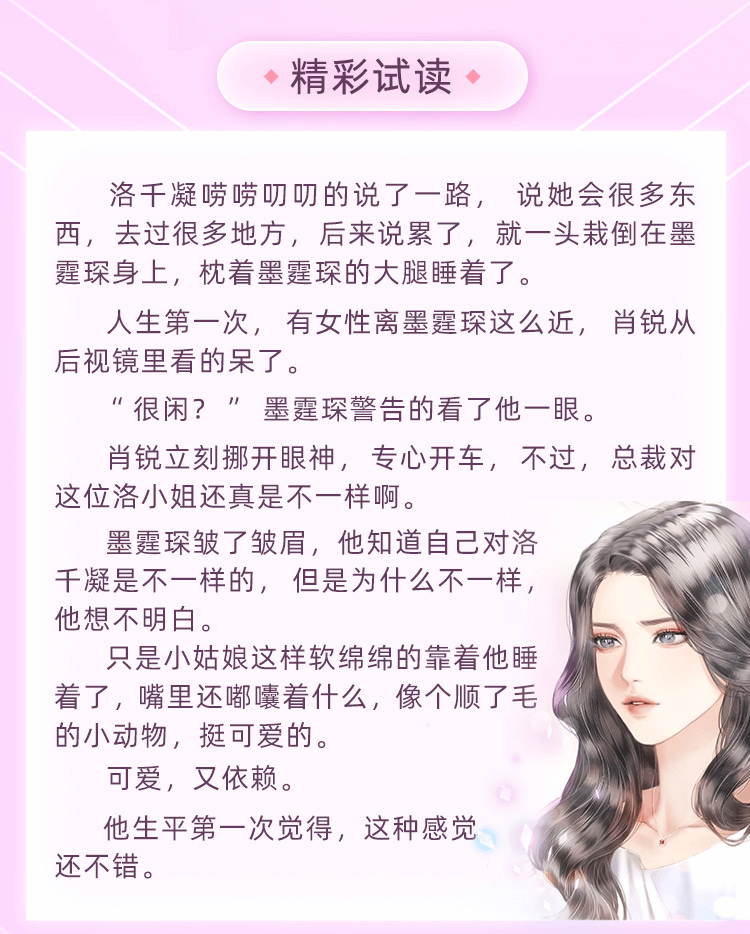 精彩试读
洛千凝唠唠叨叨的说了一路， 说她会很多东
西，去过很多地方，后来说累了，就一头栽倒在墨
霆琛身上，枕着墨霆琛的大腿睡着了。
人生第一次， 有女性离墨霆琛这么近， 肖锐从
后视镜里看的呆了。
“ 很闲？ ” 墨霆琛警告的看了他一眼。
肖锐立刻挪开眼神， 专心开车， 不过， 总裁对
这位洛小姐还真是不一样啊。
墨霆琛皱了皱眉，他知道自己对洛
千凝是不一样的， 但是为什么不一样，
他想不明白。
只是小姑娘这样软绵绵的靠着他睡
着了，嘴里还嘟囔着什么，像个顺了毛
的小动物，挺可爱的。
可爱，又依赖。
他生平第一次觉得，这种感觉
还不错。